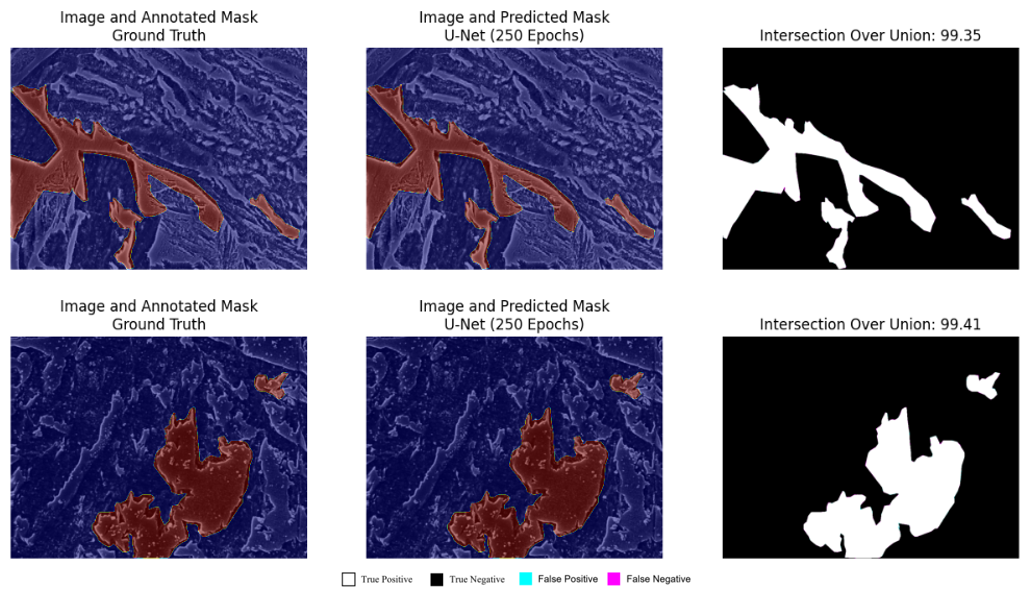 Image and Annotated Mask
Ground Truth
Image and Predicted Mask
U-Net (250 Epochs)
Intersection Over Union: 99.35
Image and Annotated Mask
Ground Truth
Image and Predicted Mask
U-Net (250 Epochs)
Intersection Over Union: 99.41
True Positive
True Negative
False Positive
False Negative